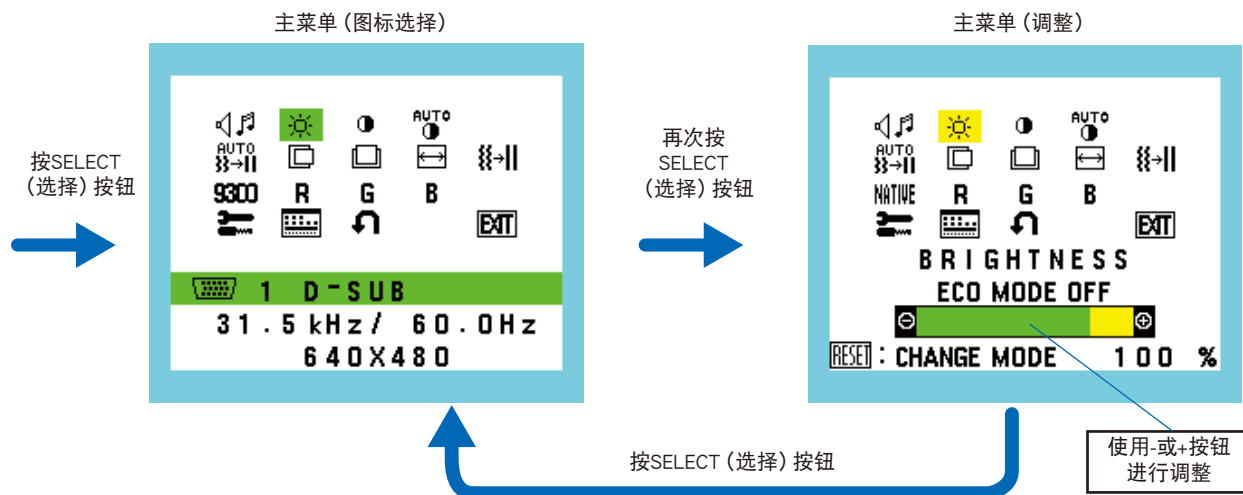 主菜单（图标选择）
主菜单（调整）
按SELECT
（选择）按钮
AUTO
AUTO
9300 R G B
EXIT
1 D-SUB
31.5 kHz/ 60.0Hz
640X480
再次按
SELECT
（选择）按钮
AUTO
AUTO
NATIVE R G B
EXIT
BRIGHTNESS
ECO MODE OFF
RESET : CHANGE MODE 100 %
按SELECT（选择）按钮
使用-或+按钮
进行调整